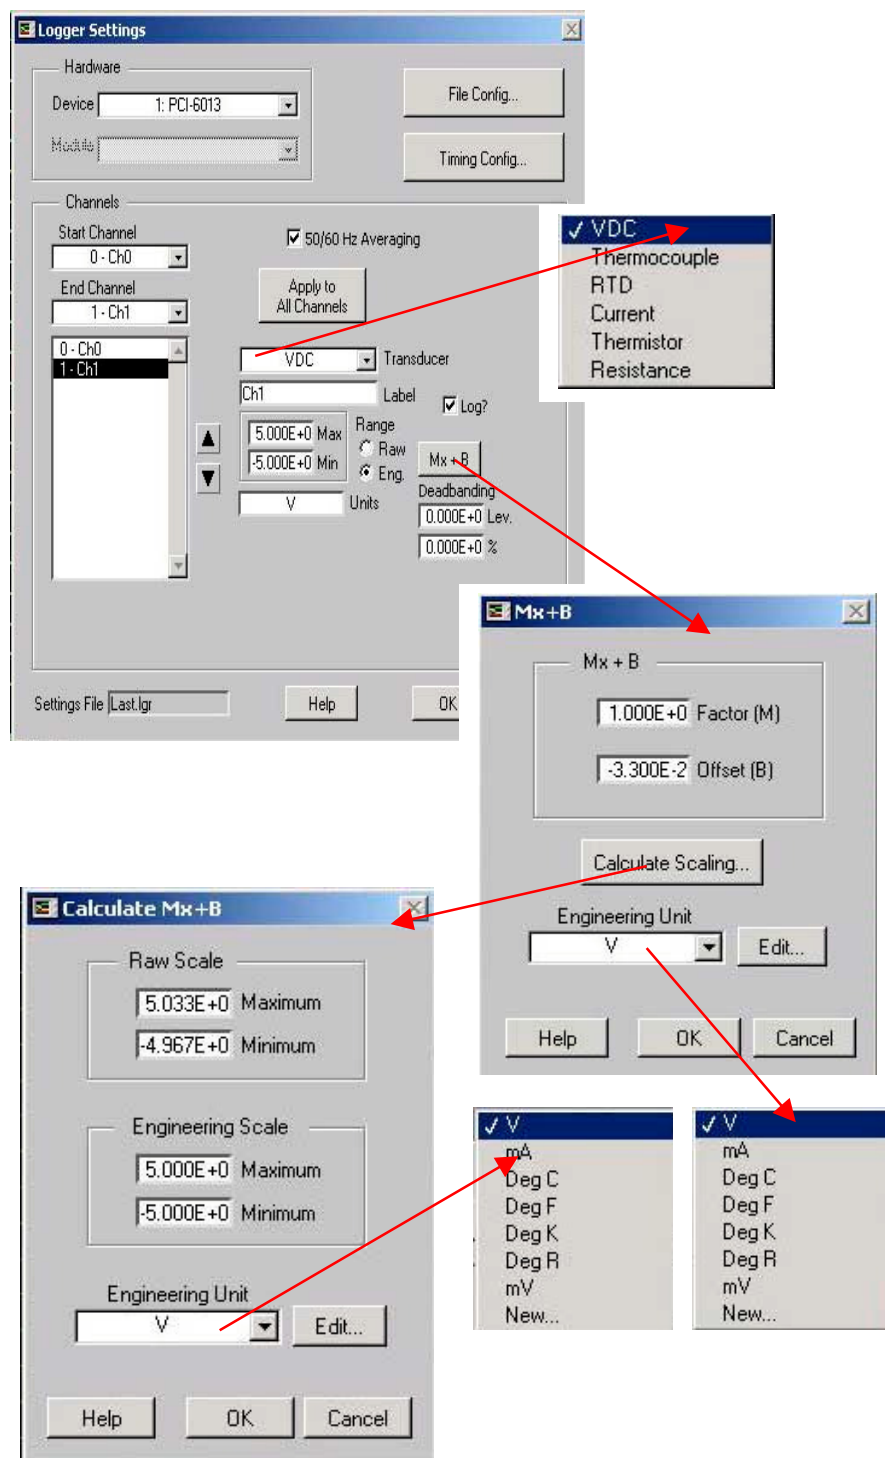 Logger Settings
Hardware
Device 1: PCI-6013
Module
File Config...
Timing Config...
Channels
Start Channel
0 - Ch0
End Channel
1 - Ch1
0 - Ch0
1 - Ch1
50/60 Hz Averaging
Apply to
All Channels
VDC Transducer
Ch1 Label
Log?
5.000E+0 Max
-5.000E+0 Min
Range
Raw
Eng.
Mx + B
V Units
Deadbanding
0.000E+0 Lev.
0.000E+0 %
Settings File Last.lgr
Help
OK
VDC
Thermocouple
RTD
Current
Thermistor
Resistance
Mx+B
Mx + B
1.000E+0 Factor (M)
-3.300E-2 Offset (B)
Calculate Scaling...
Engineering Unit
V
Edit...
Help
OK
Cancel
Calculate Mx+B
Raw Scale
5.033E+0 Maximum
-4.967E+0 Minimum
Engineering Scale
5.000E+0 Maximum
-5.000E+0 Minimum
Engineering Unit
V
Edit...
Help
OK
Cancel
V
mA
Deg C
Deg F
Deg K
Deg R
mV
New...
V
mA
Deg C
Deg F
Deg K
Deg R
mV
New...